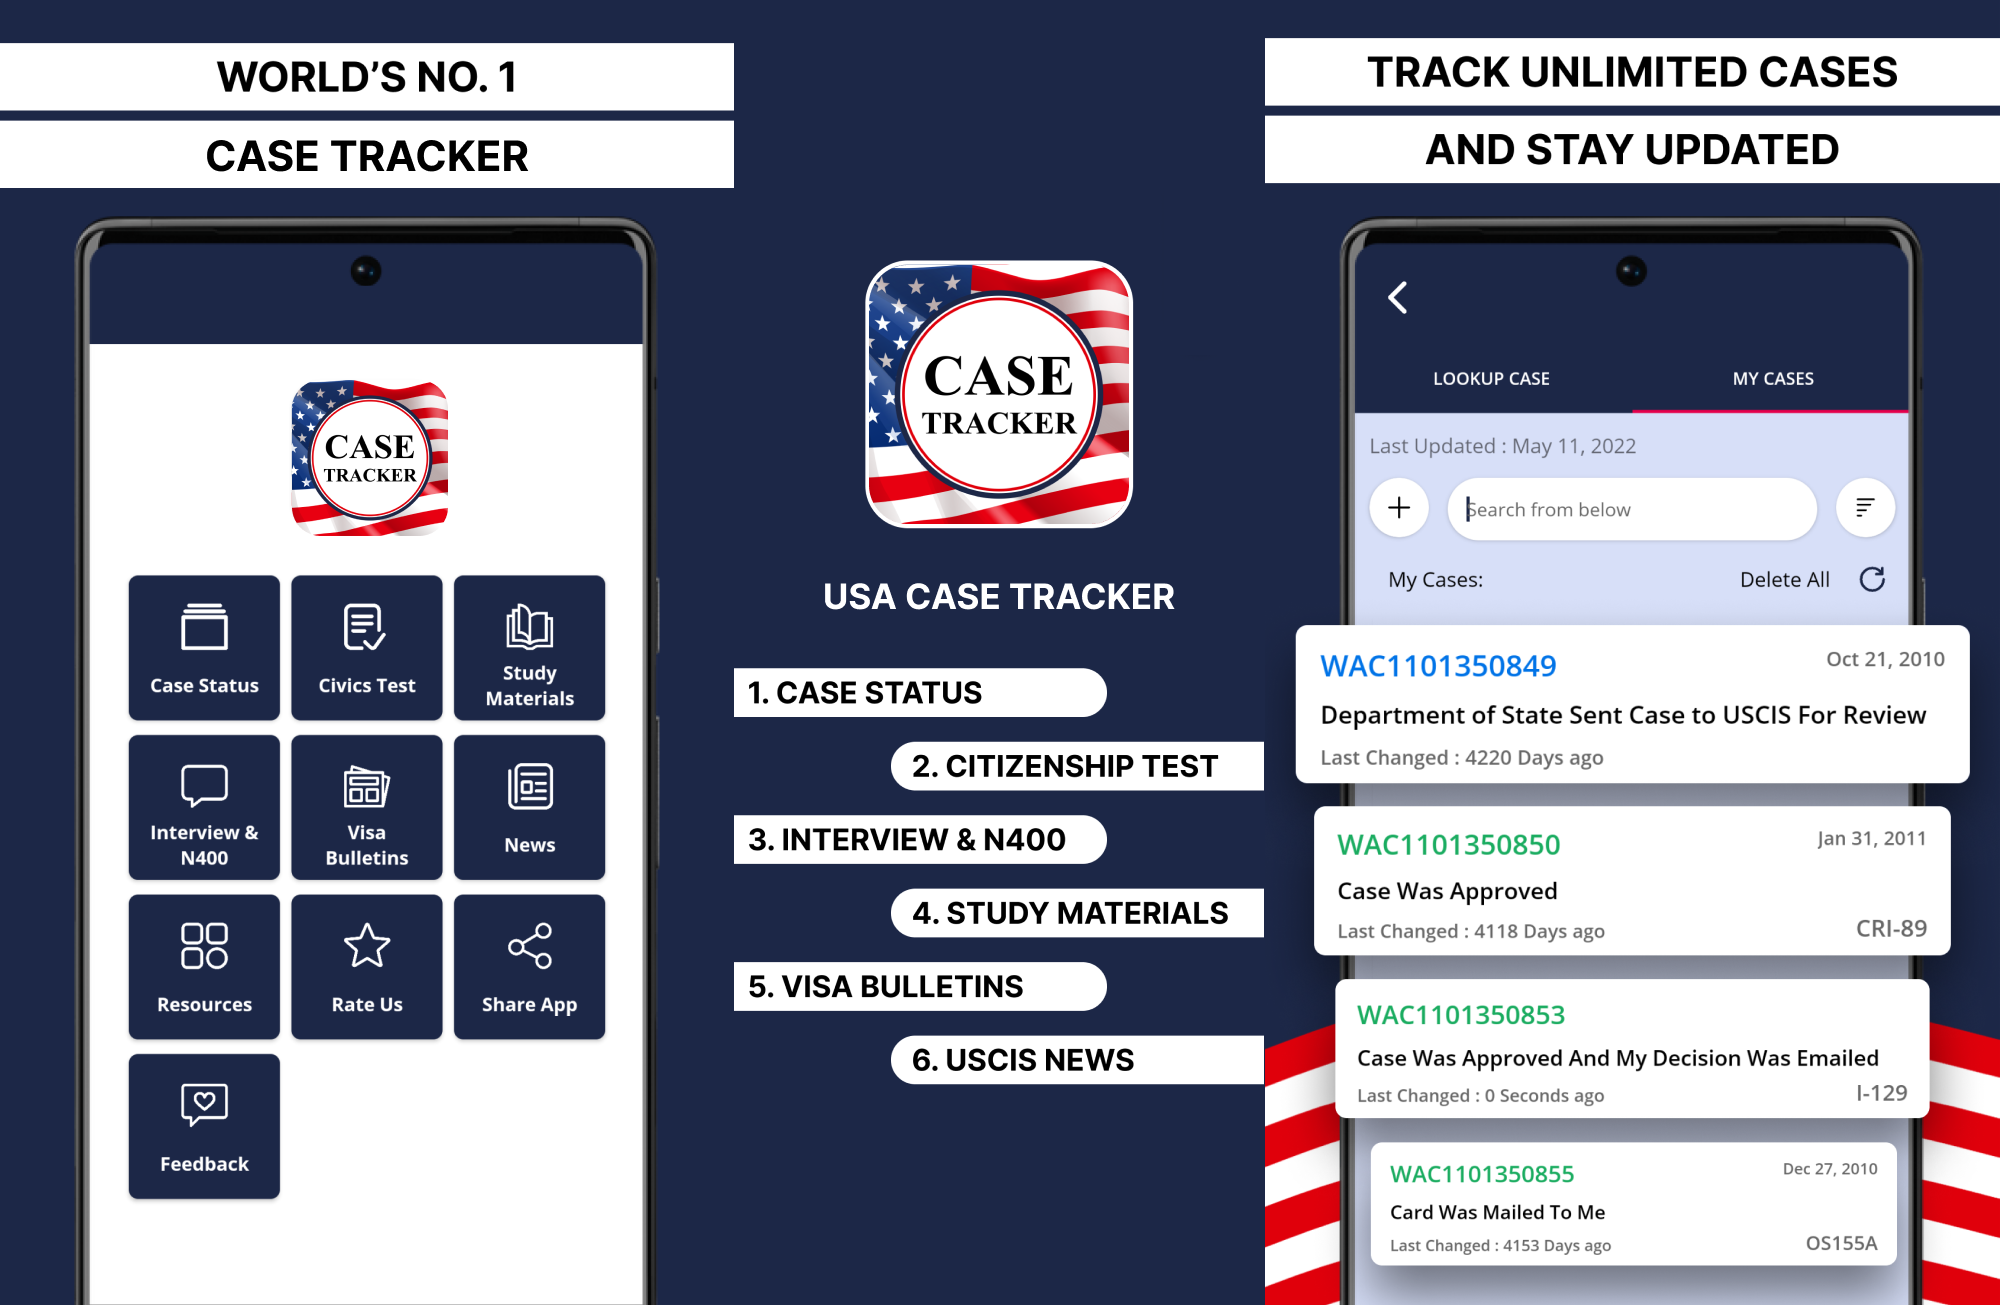 WORLD’S NO. 1
CASE TRACKER
CASE
TRACKER
Case Status
Civics Test
Study
Materials
Interview &
N400
Visa
Bulletins
News
Resources
Rate Us
Share App
Feedback
CASE
TRACKER
USA CASE TRACKER
1. CASE STATUS
2. CITIZENSHIP TEST
3. INTERVIEW & N400
4. STUDY MATERIALS
5. VISA BULLETINS
6. USCIS NEWS
TRACK UNLIMITED CASES
AND STAY UPDATED
LOOKUP CASE
MY CASES
Last Updated : May 11, 2022
Search from below
My Cases:
Delete All
WAC1101350849
Oct 21, 2010
Department of State Sent Case to USCIS For Review
Last Changed : 4220 Days ago
WAC1101350850
Jan 31, 2011
Case Was Approved
Last Changed : 4118 Days ago
CRI-89
WAC1101350853
Case Was Approved And My Decision Was Emailed
Last Changed : 0 Seconds ago
I-129
WAC1101350855
Dec 27, 2010
Card Was Mailed To Me
Last Changed : 4153 Days ago
OS155A